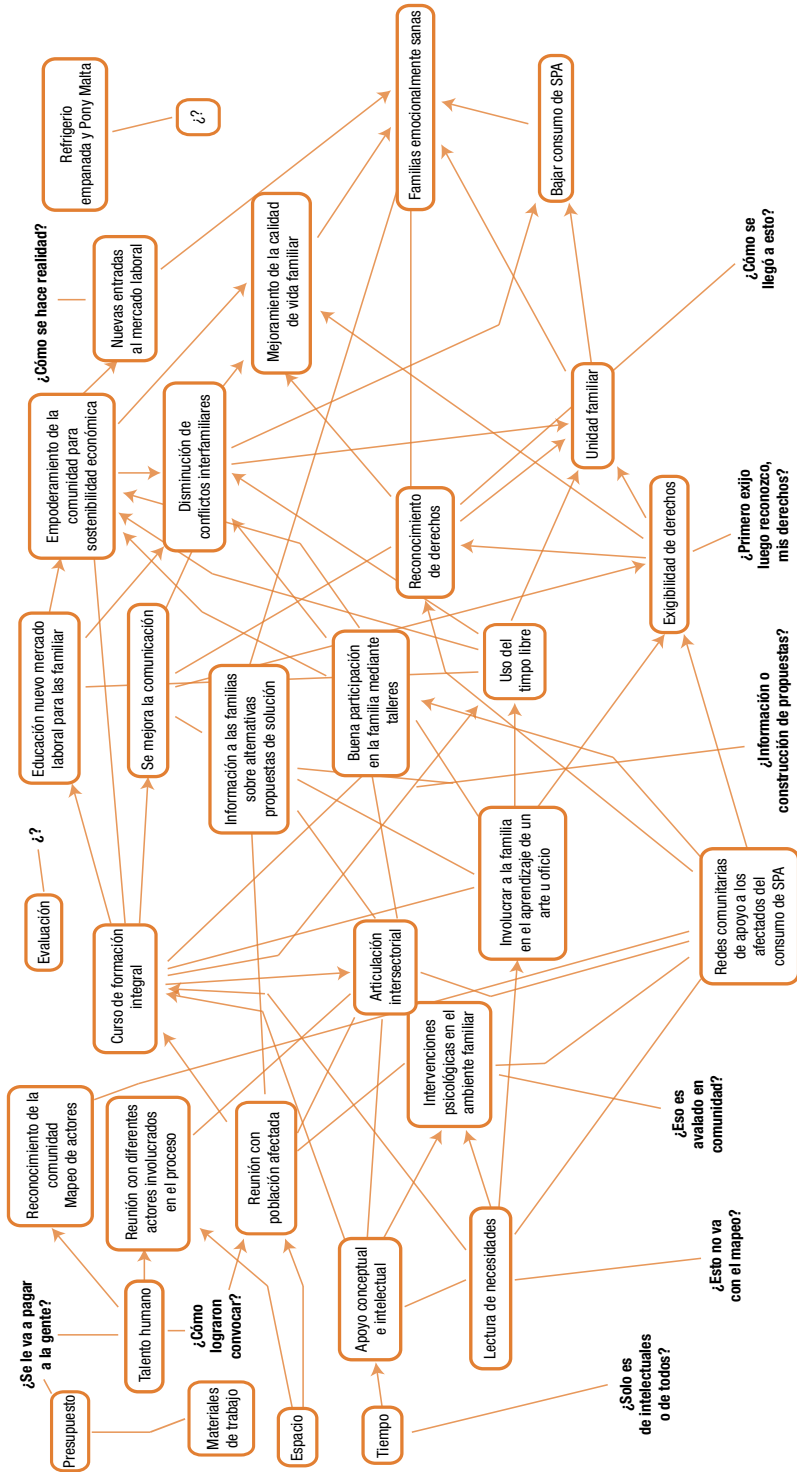 ¿Se le va a pagar
a la gente?
Presupuesto
Materiales
de trabajo
Talento humano
¿Cómo
lograron
convocar?
Espacio
Tiempo
¿Solo es
de intelectuales
o de todos?
Reconocimiento de la
comunidad
Mapeo de actores
Reunión con diferentes
actores involucrados
en el proceso
Reunión con
población afectada
Apoyo conceptual
e intelectual
Lectura de necesidades
¿Esto no va
con el mapeo?
Evaluación
¿?
Curso de formación
integral
Articulación
intersectorial
Intervenciones
psicológicas en el
ambiente familiar
¿Eso es
avalado en
comunidad?
Educación nuevo mercado
laboral para las familiar
Se mejora la comunicación
Información a las familias
sobre alternativas
propuestas de solución
Buena participación
en la familia mediante
talleres
Involucrar a la familia
en el aprendizaje de un
arte u oficio
Redes comunitarias
de apoyo a los
afectados del
consumo de SPA
¿Información o
construcción de propuestas?
Empoderamiento de la
comunidad para
sostenibilidad económica
Disminución de
conflictos interfamiliares
Reconocimiento
de derechos
Uso del
timpo libre
Exigibilidad de derechos
¿Primero exijo
luego reconozco,
mis derechos?
¿Cómo se hace realidad?
Nuevas entradas
al mercado laboral
Mejoramiento de la calidad
de vida familiar
Unidad familiar
¿Cómo se
llegó a esto?
Refrigerio
empanada y Pony Malta
¿?
Familias emocionalmente sanas
Bajar consumo de SPA